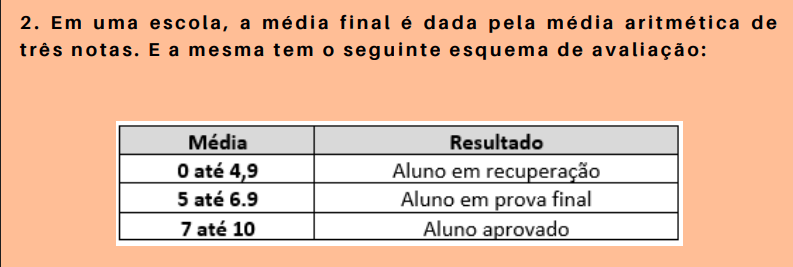 2. Em uma escola, a média final é dada pela média aritmética de
três notas. E a mesma tem o seguinte esquema de avaliação:
Média Resultado
0 até 4,9 Aluno em recuperação
5 até 6.9 Aluno em prova final
7 até 10 Aluno aprovado